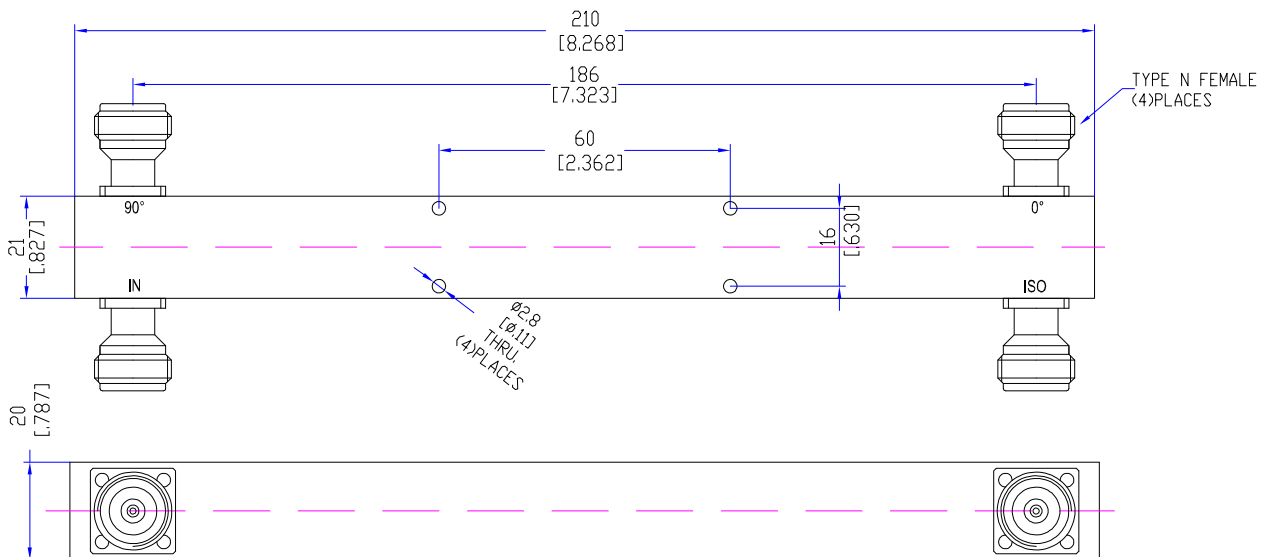 210
[8.268]
186
[7.323]
TYPE N FEMALE
(4)PLACES
60
[2.362]
90°
0°
21
[.827]
16
[.630]
IN
ISO
ø2.8
[ø.11]
THRU,
(4)PLACES
20
[.787]